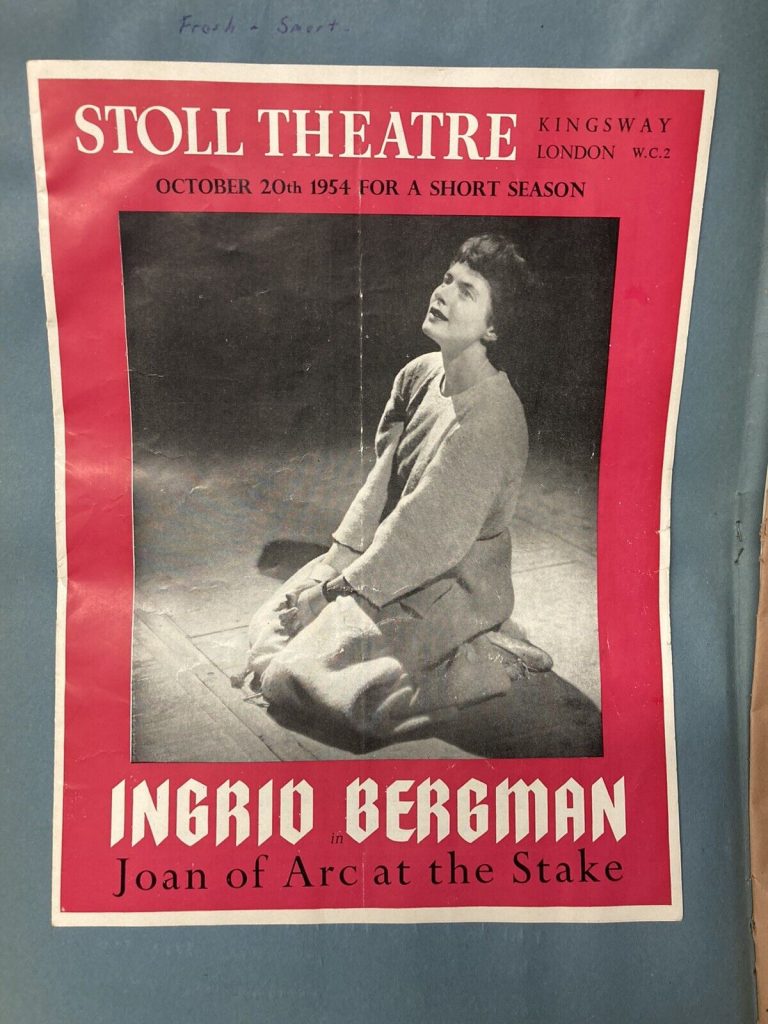 Fresh - Smart.
STOLL THEATRE
KINGSWAY
LONDON W.C.2
OCTOBER 20th 1954 FOR A SHORT SEASON
INGRID BERGMAN
in
Joan of Arc at the Stake